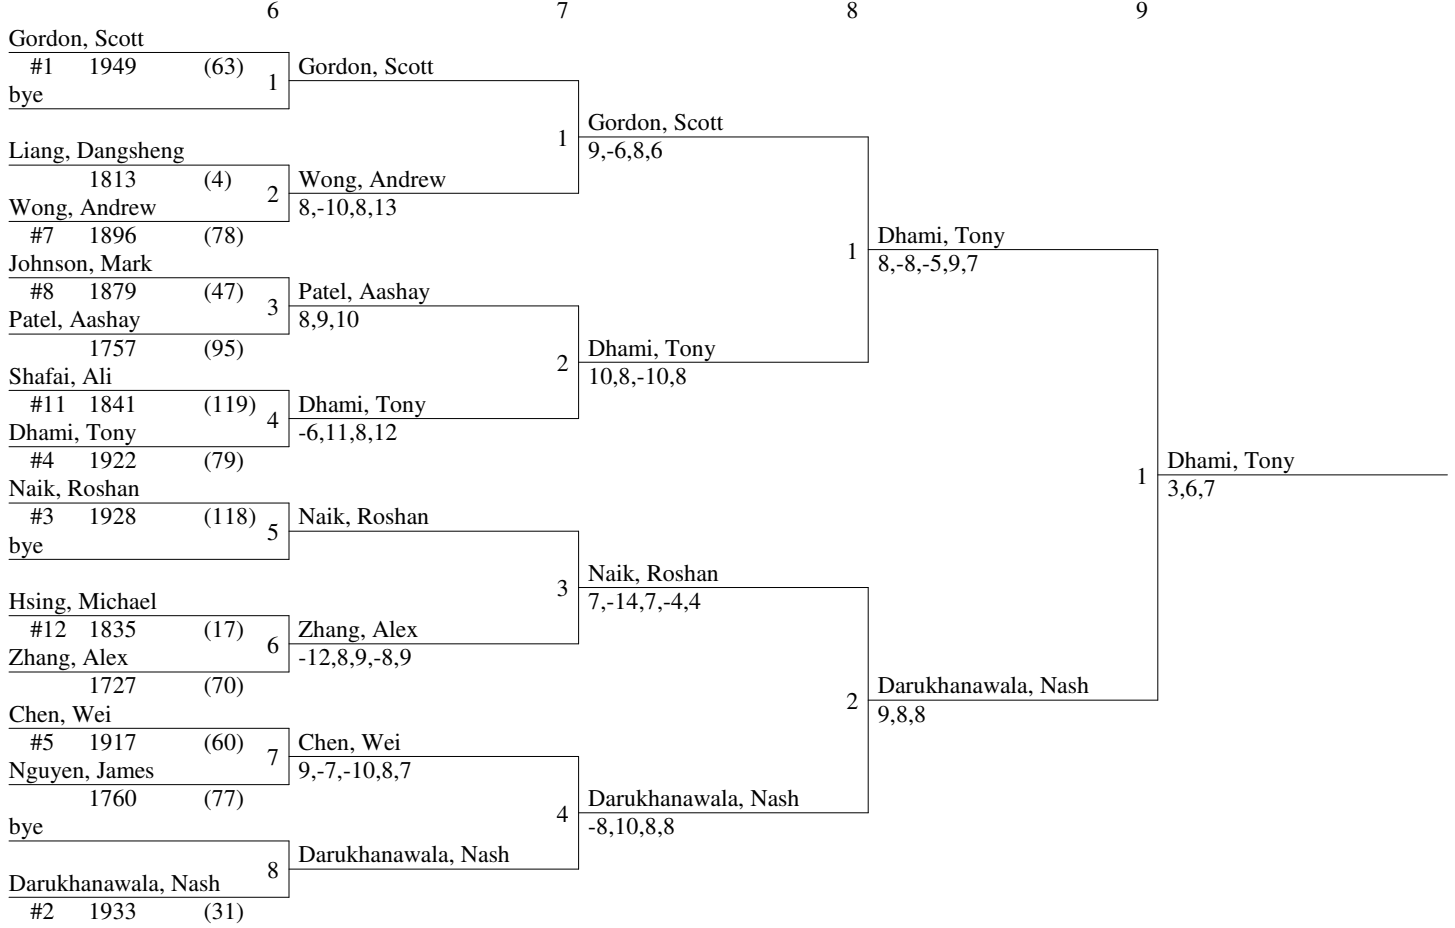 6 7 8 9
Gordon, Scott
#1 1949 (63)
bye
1
Gordon, Scott
Liang, Dangsheng
1813 (4)
Wong, Andrew
#7 1896 (78)
2
Wong, Andrew
8,-10,8,13
1
Gordon, Scott
9,-6,8,6
Johnson, Mark
#8 1879 (47)
Patel, Aashay
1757 (95)
3
Patel, Aashay
8,9,10
Shafai, Ali
#11 1841 (119)
Dhami, Tony
#4 1922 (79)
4
Dhami, Tony
-6,11,8,12
2
Dhami, Tony
10,8,-10,8
1
Dhami, Tony
8,-8,-5,9,7
Naik, Roshan
#3 1928 (118)
bye
5
Naik, Roshan
Hsing, Michael
#12 1835 (17)
Zhang, Alex
1727 (70)
6
Zhang, Alex
-12,8,9,-8,9
3
Naik, Roshan
7,-14,7,-4,4
Chen, Wei
#5 1917 (60)
Nguyen, James
1760 (77)
7
Chen, Wei
9,-7,-10,8,7
bye
Darukhanawala, Nash
#2 1933 (31)
8
Darukhanawala, Nash
4
Darukhanawala, Nash
-8,10,8,8
2
Darukhanawala, Nash
9,8,8
1
Dhami, Tony
3,6,7